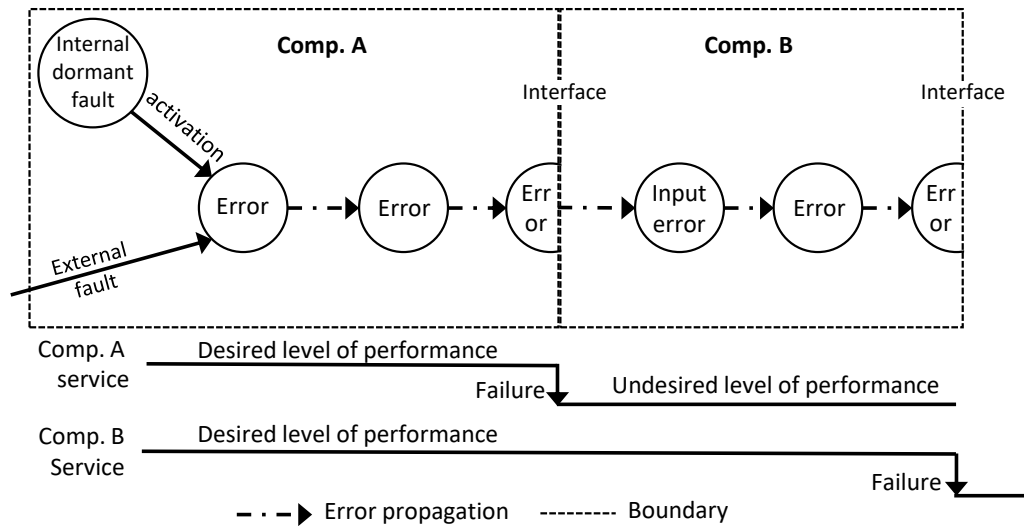 Internal
dormant
fault
Comp. A
Comp. B
Interface
Interface
activation
Error
Error
Err
or
Input
error
Error
Err
or
External
fault
Comp. A
service
Desired level of performance
Failure
Undesired level of performance
Comp. B
Service
Desired level of performance
Failure
Error propagation
Boundary